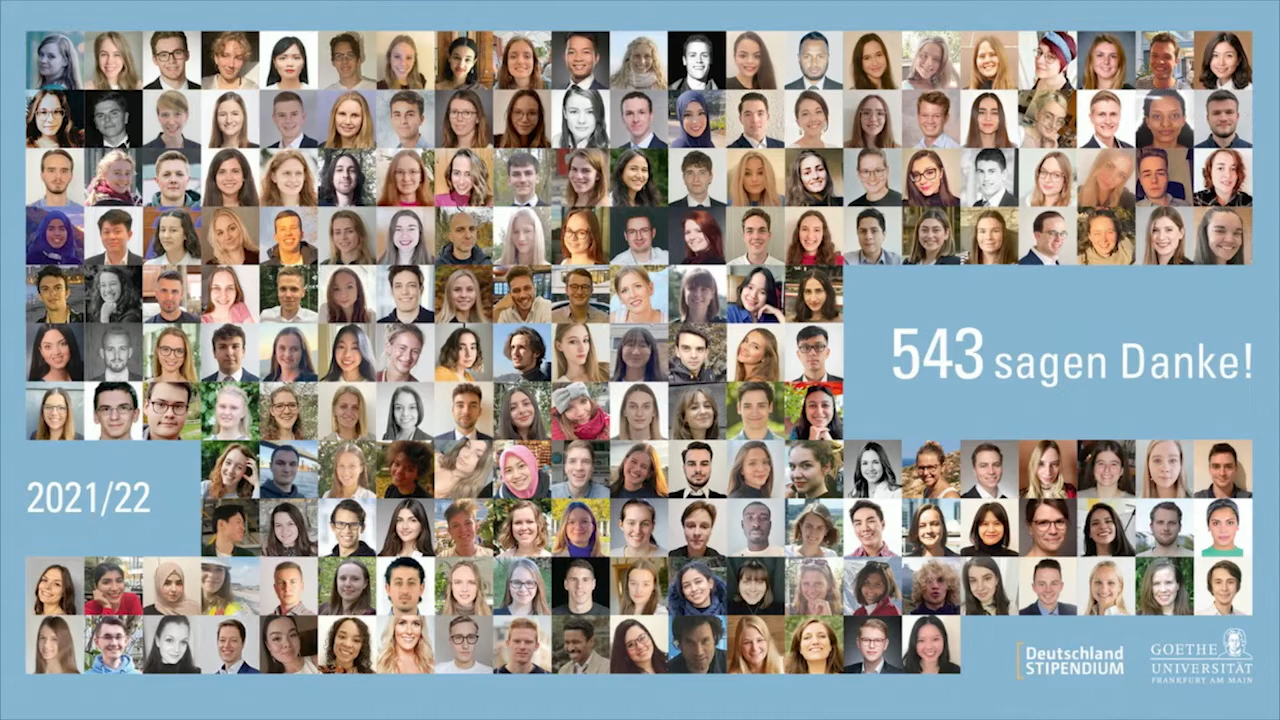 543 sagen Danke!
2021/22
Deutschland
STIPENDIUM
GOETHE
UNIVERSITÄT
FRANKFURT AM MAIN